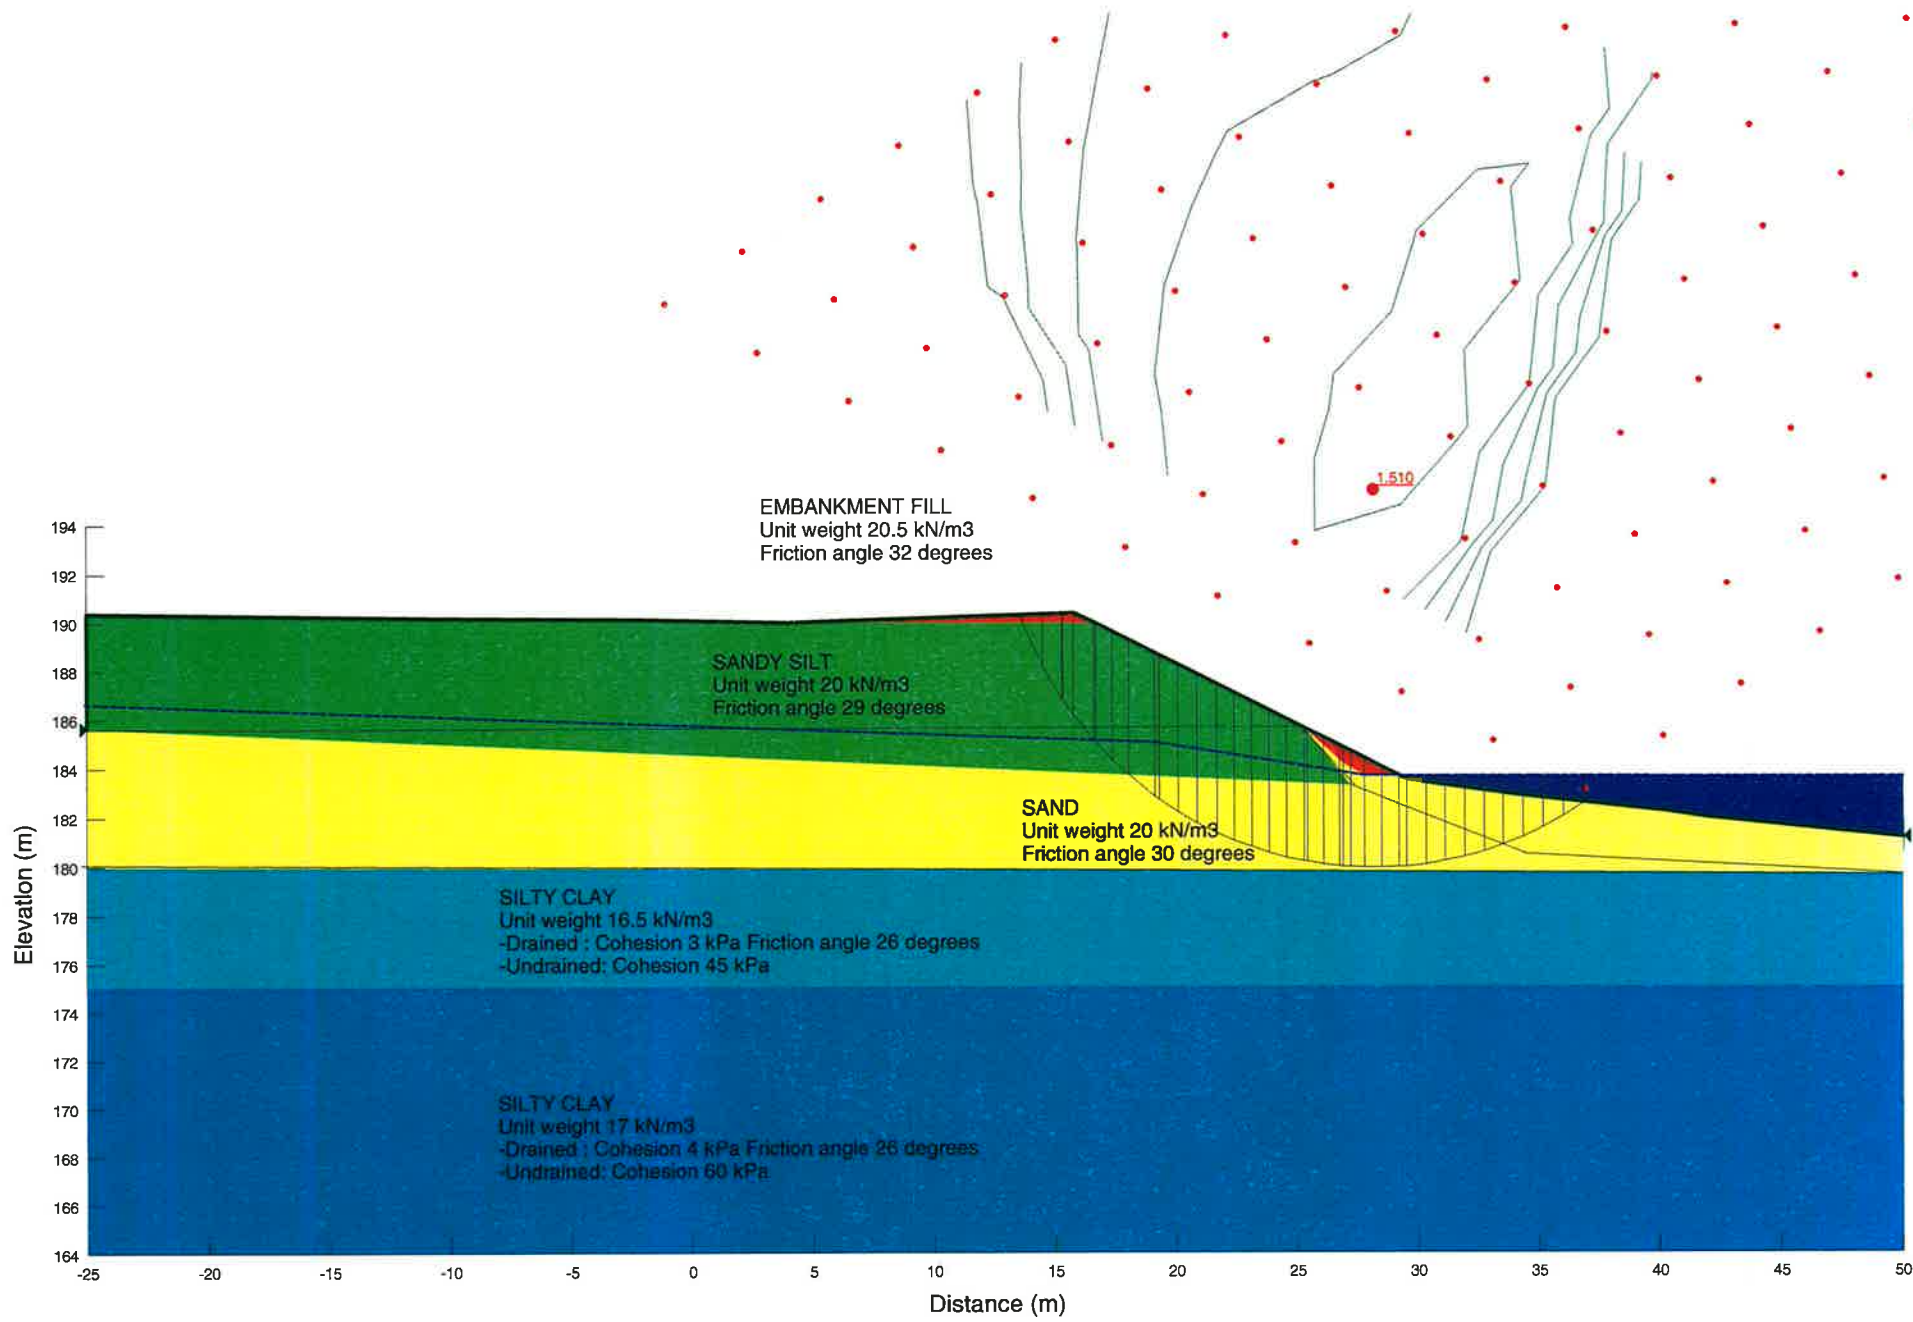 1.510
EMBANKMENT FILL
Unit weight 20.5 kN/m3
Friction angle 32 degrees
SANDY SILT
Unit weight 20 kN/m3
Friction angle 29 degrees
SAND
Unit weight 20 kN/m3
Friction angle 30 degrees
SILTY CLAY
Unit weight 16.5 kN/m3
-Drained : Cohesion 3 kPa Friction angle 26 degrees
-Undrained: Cohesion 45 kPa
SILTY CLAY
Unit weight 17 kN/m3
-Drained : Cohesion 4 kPa Friction angle 26 degrees
-Undrained: Cohesion 60 kPa
Elevation (m)
194
192
190
188
186
184
182
180
178
176
174
172
170
168
166
164
-25 -20 -15 -10 -5 0 5 10 15 20 25 30 35 40 45 50
Distance (m)